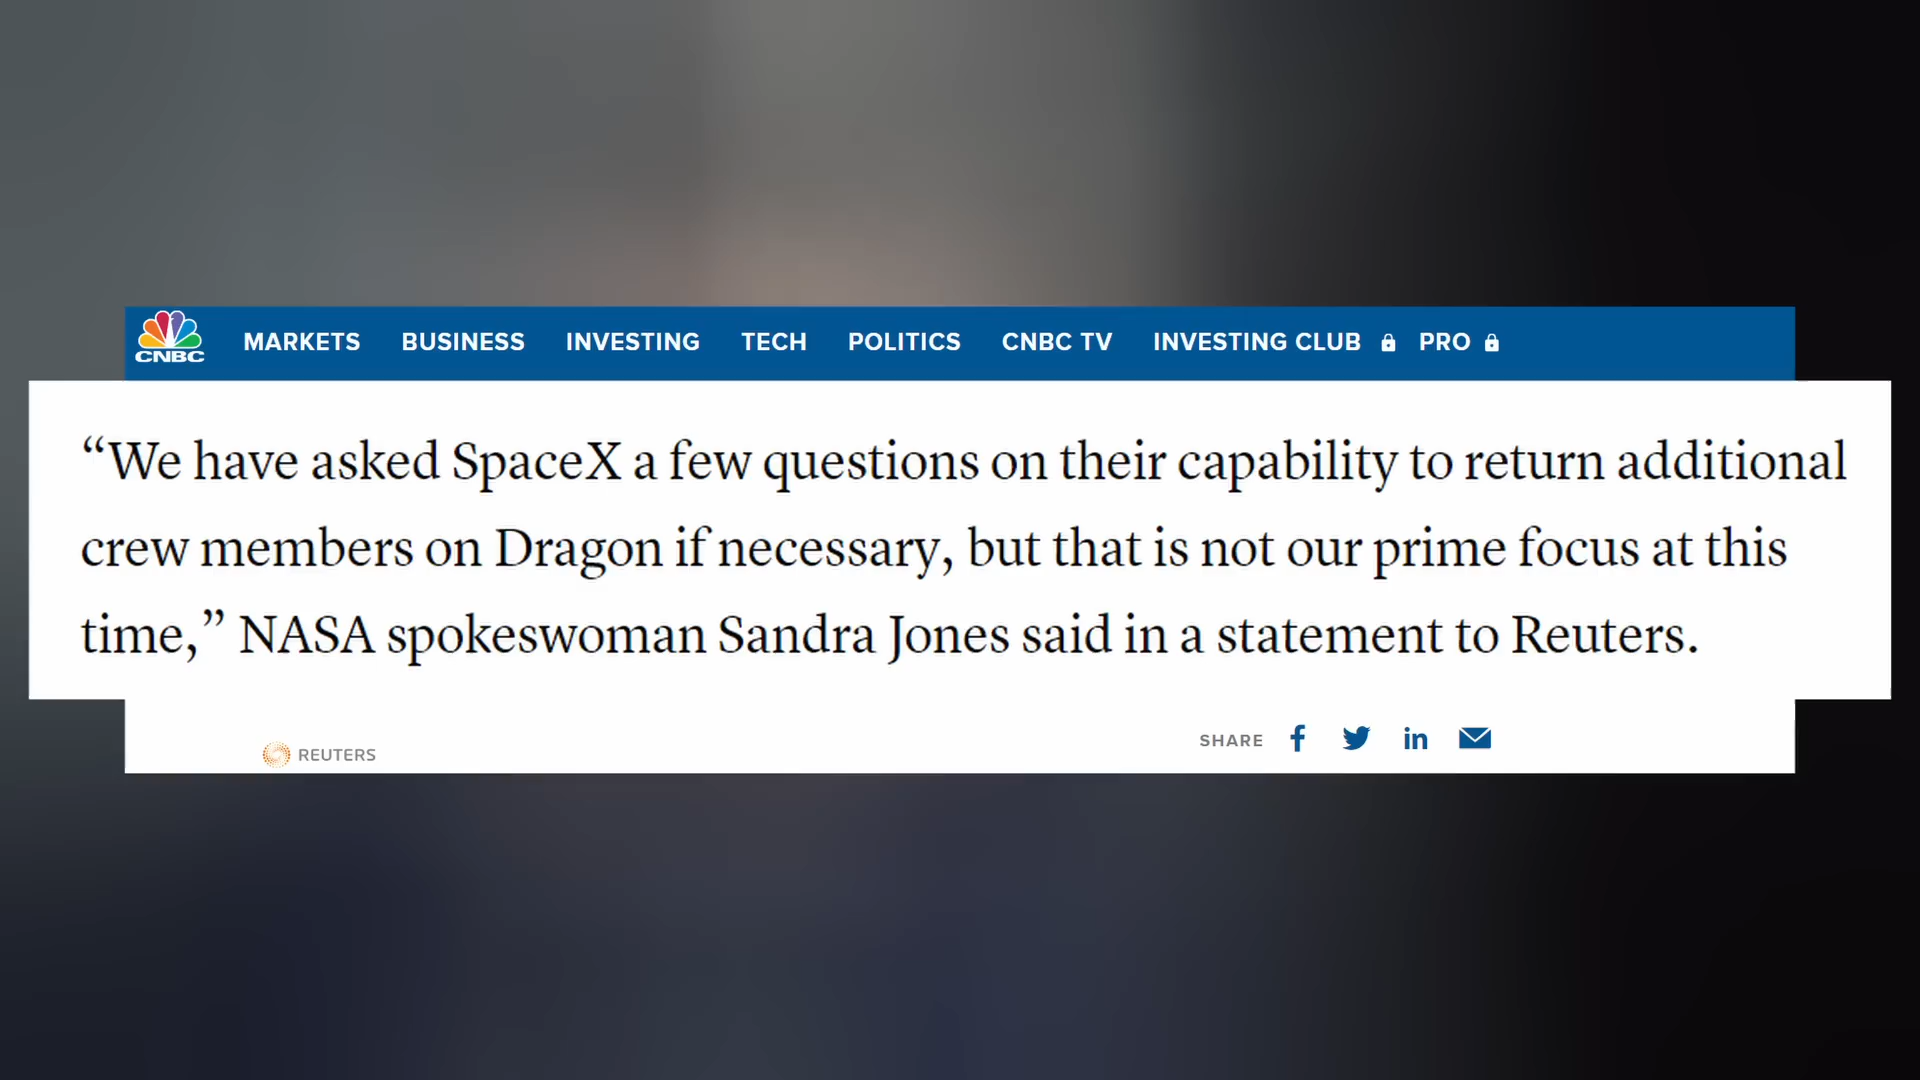 CNBC MARKETS BUSINESS INVESTING TECH POLITICS CNBC TV INVESTING CLUB PRO
“We have asked SpaceX a few questions on their capability to return additional
crew members on Dragon if necessary, but that is not our prime focus at this
time,” NASA spokeswoman Sandra Jones said in a statement to Reuters.
REUTERS SHARE f in